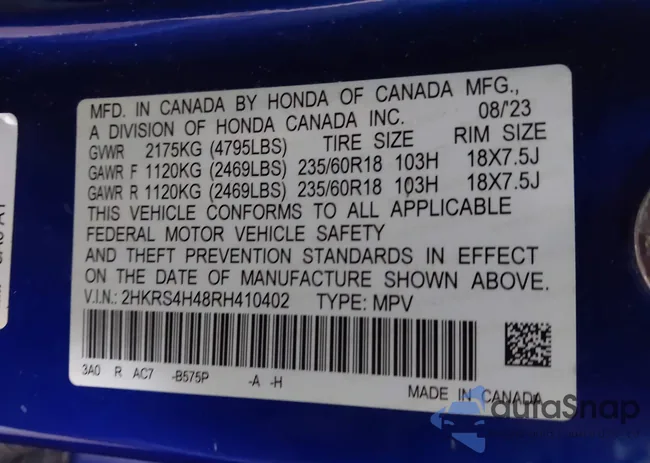 MFD. IN CANADA BY HONDA OF CANADA MFG.,
A DIVISION OF HONDA CANADA INC. 08/'23
GVWR 2175KG (4795LBS) TIRE SIZE RIM SIZE
GAWR F 1120KG (2469LBS) 235/60R18 103H 18X7.5J
GAWR R 1120KG (2469LBS) 235/60R18 103H 18X7.5J
THIS VEHICLE CONFORMS TO ALL APPLICABLE
FEDERAL MOTOR VEHICLE SAFETY
AND THEFT PREVENTION STANDARDS IN EFFECT
ON THE DATE OF MANUFACTURE SHOWN ABOVE.
V.I.N.: 2HKRS4H48RH410402 TYPE: MPV
3A0 R AC7 -B575P -A -H
MADE IN CANADA
autoSnap